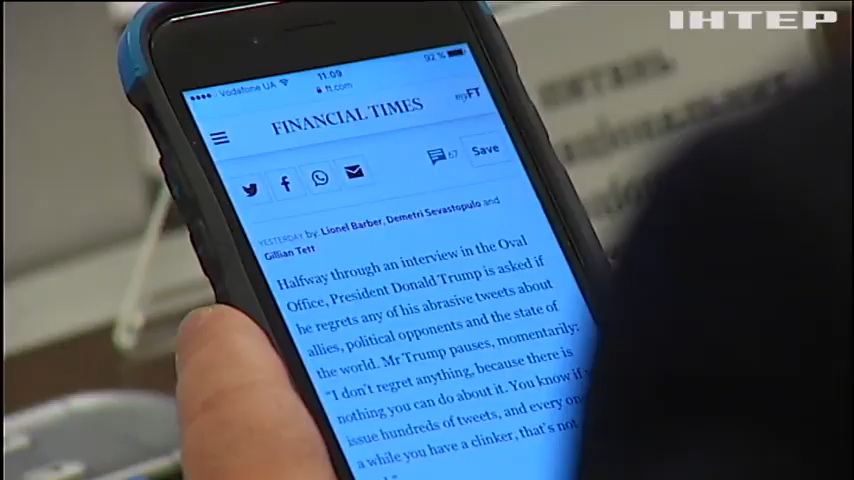 ІНТЕР
Vodafone UA 11:09 92 %
ft.com
FINANCIAL TIMES myFT
67 Save
YESTERDAY by: Lionel Barber, Demetri Sevastopulo and
Gillian Tett
Halfway through an interview in the Oval
Office, President Donald Trump is asked if
he regrets any of his abrasive tweets about
allies, political opponents and the state of
the world. Mr Trump pauses, momentarily:
“I don’t regret anything, because there is
nothing you can do about it. You know if
issue hundreds of tweets, and every on
a while you have a clinker, that’s not